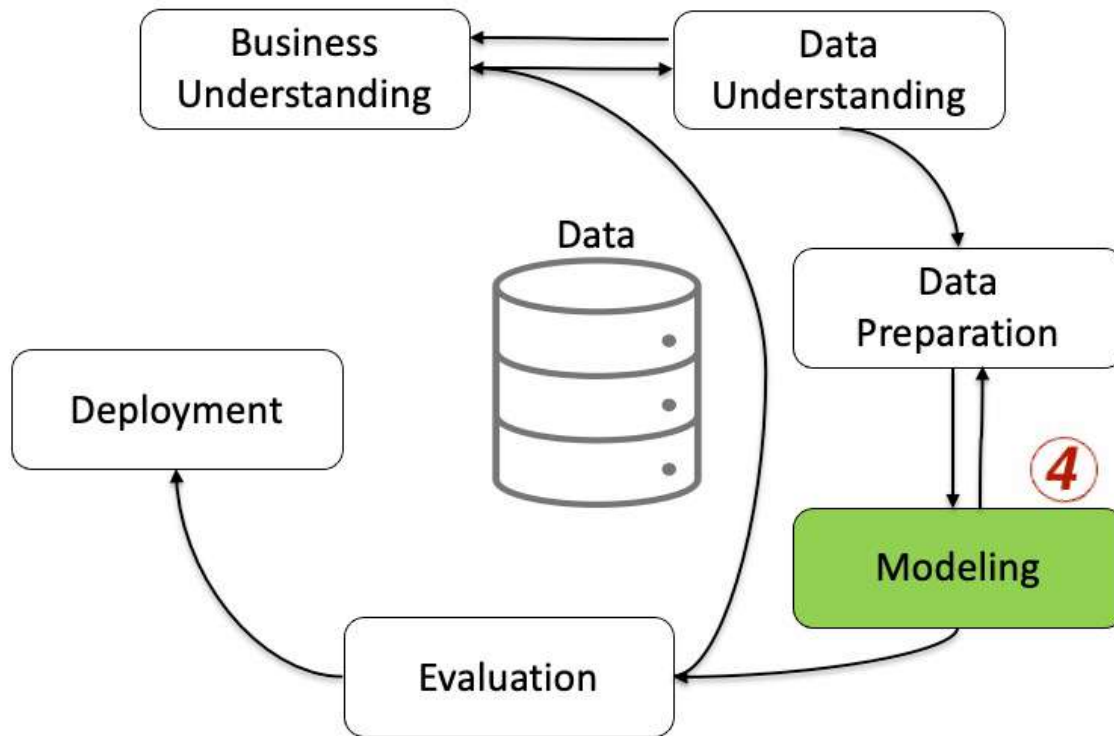 Business
Understanding
Data
Understanding
Data
Data
Preparation
Deployment
4
Modeling
Evaluation